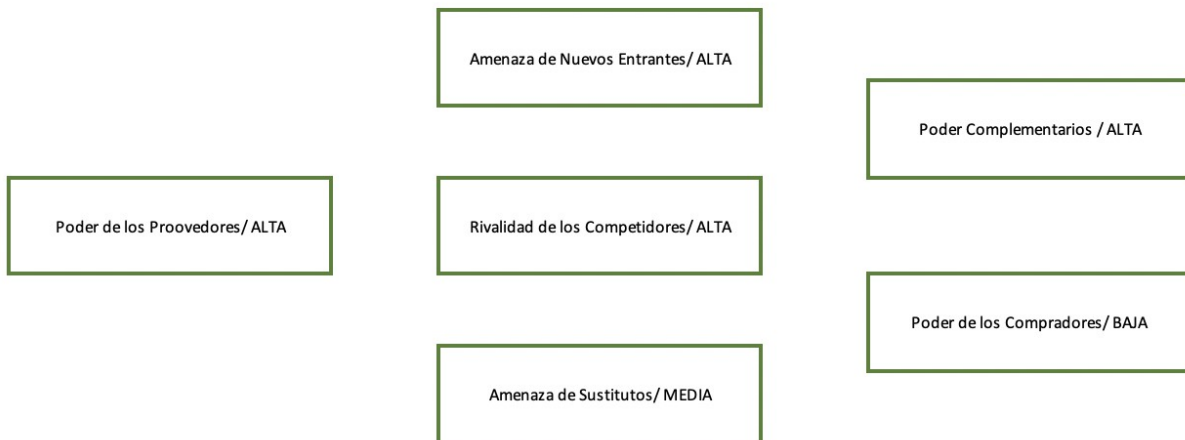 Amenaza de Nuevos Entrantes/ ALTA
Poder Complementarios / ALTA
Poder de los Proovedores/ ALTA
Rivalidad de los Competidores/ ALTA
Poder de los Compradores/ BAJA
Amenaza de Sustitutos/ MEDIA